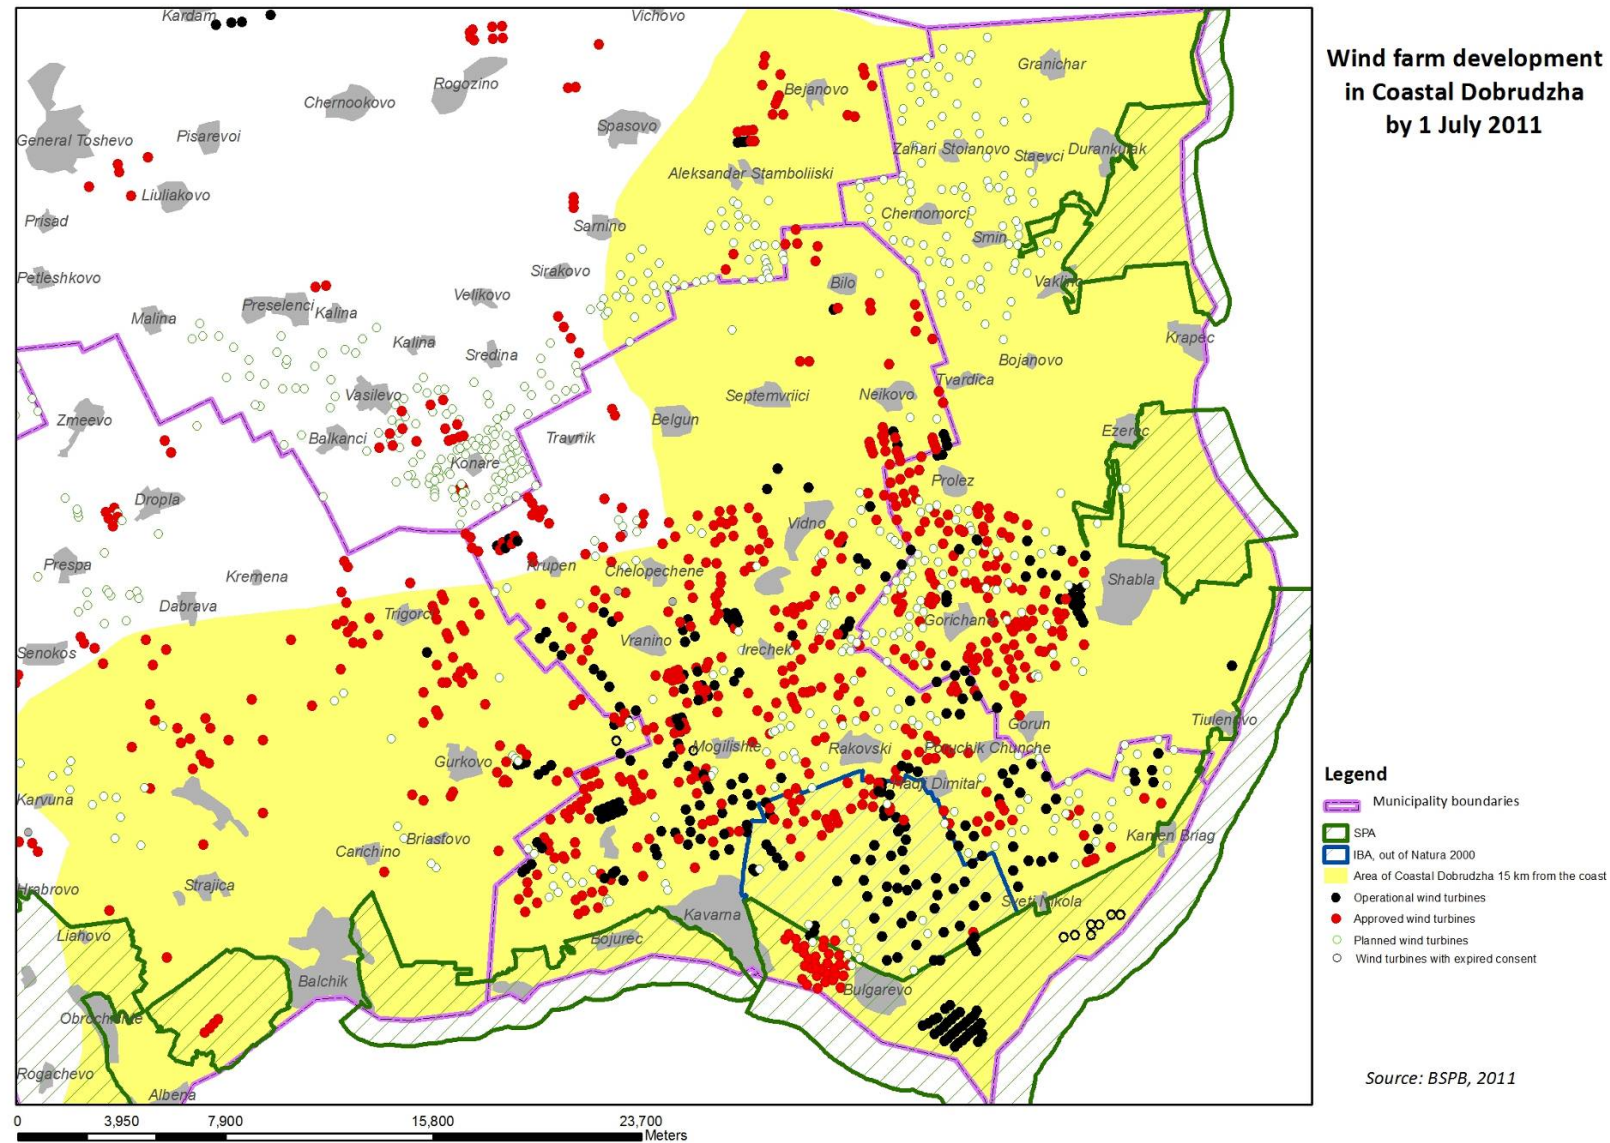 Wind farm development
in Coastal Dobrudzha
by 1 July 2011
Kardam
Vichovo
Rogozino
Chernookovo
Granichar
Bejanovo
General Toshevo
Pisarevoi
Spasovo
Zahari Stoianovo
Staevci
Durankulak
Aleksandar Stamboliiski
Liuliakovo
Prisad
Sarnino
Chernomorci
Smin
Petleshkovo
Sirakovo
Velikovo
Bilo
Vaklino
Preselenci
Kalina
Malina
Kalina
Sredina
Krapec
Bojanovo
Tvardica
Vasilevo
Septemvriici
Neikovo
Zmeevo
Balkanci
Travnik
Belgun
Ezerec
Konare
Prolez
Dropla
Vidno
Prespa
Kremena
Krupen
Chelopechene
Shabla
Dabrava
Trigorci
Gorichane
Vranino
Irechek
Senokos
Gorun
Tiulenovo
Mogilishte
Rakovski
Poruchik Chunche
Gurkovo
Hadji Dimitar
Karvuna
Kamen Briag
Briastovo
Carichino
Strajica
Hrabrovo
Sveti Nikola
Kavarna
Liahovo
Bojurec
Balchik
Bulgarevo
Obrochishte
Rogachevo
Albena
Legend
Municipality boundaries
SPA
IBA, out of Natura 2000
Area of Coastal Dobrudzha 15 km from the coast
Operational wind turbines
Approved wind turbines
Planned wind turbines
Wind turbines with expired consent
Source: BSPB, 2011
0 3,950 7,900 15,800 23,700
Meters